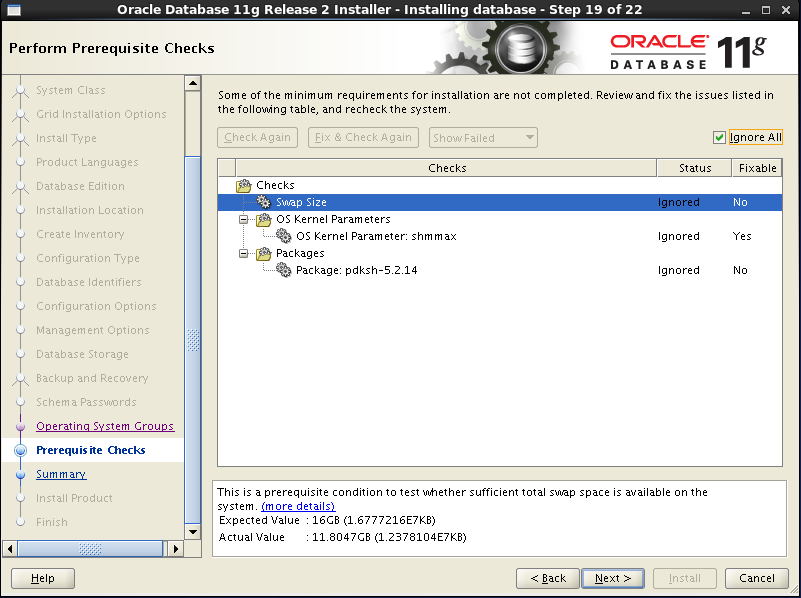 Oracle Database 11g Release 2 Installer - Installing database - Step 19 of 22
Perform Prerequisite Checks
ORACLE
DATABASE
11g
System Class
Grid Installation Options
Install Type
Product Languages
Database Edition
Installation Location
Create Inventory
Configuration Type
Database Identifiers
Configuration Options
Management Options
Database Storage
Backup and Recovery
Schema Passwords
Operating System Groups
Prerequisite Checks
Summary
Install Product
Finish
Some of the minimum requirements for installation are not completed. Review and fix the issues listed in
the following table, and recheck the system.
Check Again Fix & Check Again Show Failed Ignore All
Checks Status Fixable
Checks
Swap Size Ignored No
OS Kernel Parameters
OS Kernel Parameter: shmmax Ignored Yes
Packages
Package: pdksh-5.2.14 Ignored No
This is a prerequisite condition to test whether sufficient total swap space is available on the
system. (more details)
Expected Value : 16GB (1.6777216E7KB)
Actual Value : 11.8047GB (1.2378104E7KB)
Help < Back Next > Install Cancel